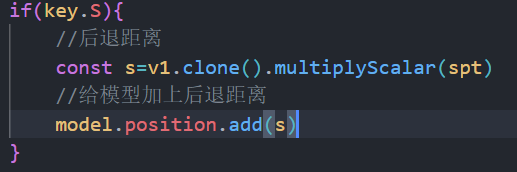 if(key.S){
//后退距离
const s=v1.clone().multiplyScalar(spt)
//给模型加上后退距离
model.position.add(s)
}